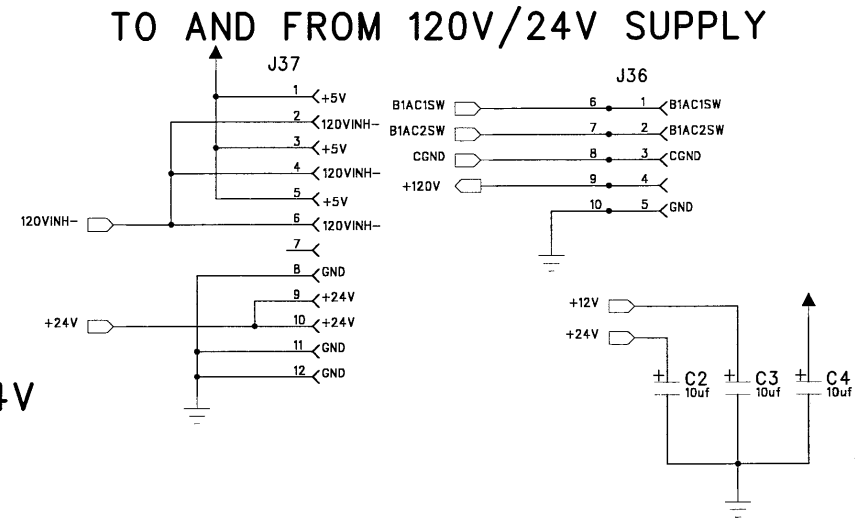 TO AND FROM 120V/24V SUPPLY
J37
1 +5V
2 120VINH-
3 +5V
4 120VINH-
5 +5V
120VINH- 6 120VINH-
7
8 GND
9 +24V
+24V 10 +24V
11 GND
12 GND
4V
J36
B1AC1SW 6 1 B1AC1SW
B1AC2SW 7 2 B1AC2SW
CGND 8 3 CGND
+120V 9 4
10 5 GND
+12V
+24V
+ C2 + C3 + C4
10uf 10uf 10uf